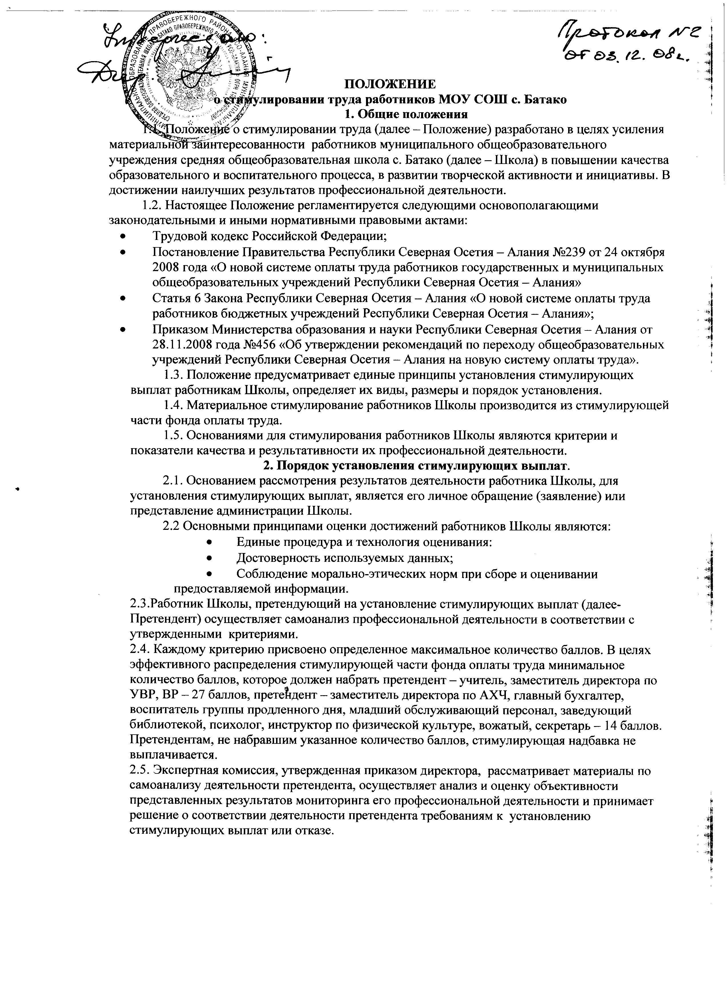 Утверждаю:
Дир.
Протокол №2
от 03.12.08г.
ПОЛОЖЕНИЕ
о стимулировании труда работников МОУ СОШ с. Батако
1. Общие положения
1.1. Положение о стимулировании труда (далее – Положение) разработано в целях усиления
материальной заинтересованности работников муниципального общеобразовательного
учреждения средняя общеобразовательная школа с. Батако (далее – Школа) в повышении качества
образовательного и воспитательного процесса, в развитии творческой активности и инициативы. В
достижении наилучших результатов профессиональной деятельности.
1.2. Настоящее Положение регламентируется следующими основополагающими
законодательными и иными нормативными правовыми актами:
• Трудовой кодекс Российской Федерации;
• Постановление Правительства Республики Северная Осетия – Алания №239 от 24 октября
2008 года «О новой системе оплаты труда работников государственных и муниципальных
общеобразовательных учреждений Республики Северная Осетия – Алания»
• Статья 6 Закона Республики Северная Осетия – Алания «О новой системе оплаты труда
работников бюджетных учреждений Республики Северная Осетия – Алания»;
• Приказом Министерства образования и науки Республики Северная Осетия – Алания от
28.11.2008 года №456 «Об утверждении рекомендаций по переходу общеобразовательных
учреждений Республики Северная Осетия – Алания на новую систему оплаты труда».
1.3. Положение предусматривает единые принципы установления стимулирующих
выплат работникам Школы, определяет их виды, размеры и порядок установления.
1.4. Материальное стимулирование работников Школы производится из стимулирующей
части фонда оплаты труда.
1.5. Основаниями для стимулирования работников Школы являются критерии и
показатели качества и результативности их профессиональной деятельности.
2. Порядок установления стимулирующих выплат.
2.1. Основанием рассмотрения результатов деятельности работника Школы, для
установления стимулирующих выплат, является его личное обращение (заявление) или
представление администрации Школы.
2.2 Основными принципами оценки достижений работников Школы являются:
• Единые процедура и технология оценивания:
• Достоверность используемых данных;
• Соблюдение морально-этических норм при сборе и оценивании
предоставляемой информации.
2.3.Работник Школы, претендующий на установление стимулирующих выплат (далее-
Претендент) осуществляет самоанализ профессиональной деятельности в соответствии с
утвержденными критериями.
2.4. Каждому критерию присвоено определенное максимальное количество баллов. В целях
эффективного распределения стимулирующей части фонда оплаты труда минимальное
количество баллов, которое должен набрать претендент – учитель, заместитель директора по
УВР, ВР – 27 баллов, претендент – заместитель директора по АХЧ, главный бухгалтер,
воспитатель группы продленного дня, младший обслуживающий персонал, заведующий
библиотекой, психолог, инструктор по физической культуре, вожатый, секретарь – 14 баллов.
Претендентам, не набравшим указанное количество баллов, стимулирующая надбавка не
выплачивается.
2.5. Экспертная комиссия, утвержденная приказом директора, рассматривает материалы по
самоанализу деятельности претендента, осуществляет анализ и оценку объективности
представленных результатов мониторинга его профессиональной деятельности и принимает
решение о соответствии деятельности претендента требованиям к установлению
стимулирующих выплат или отказе.